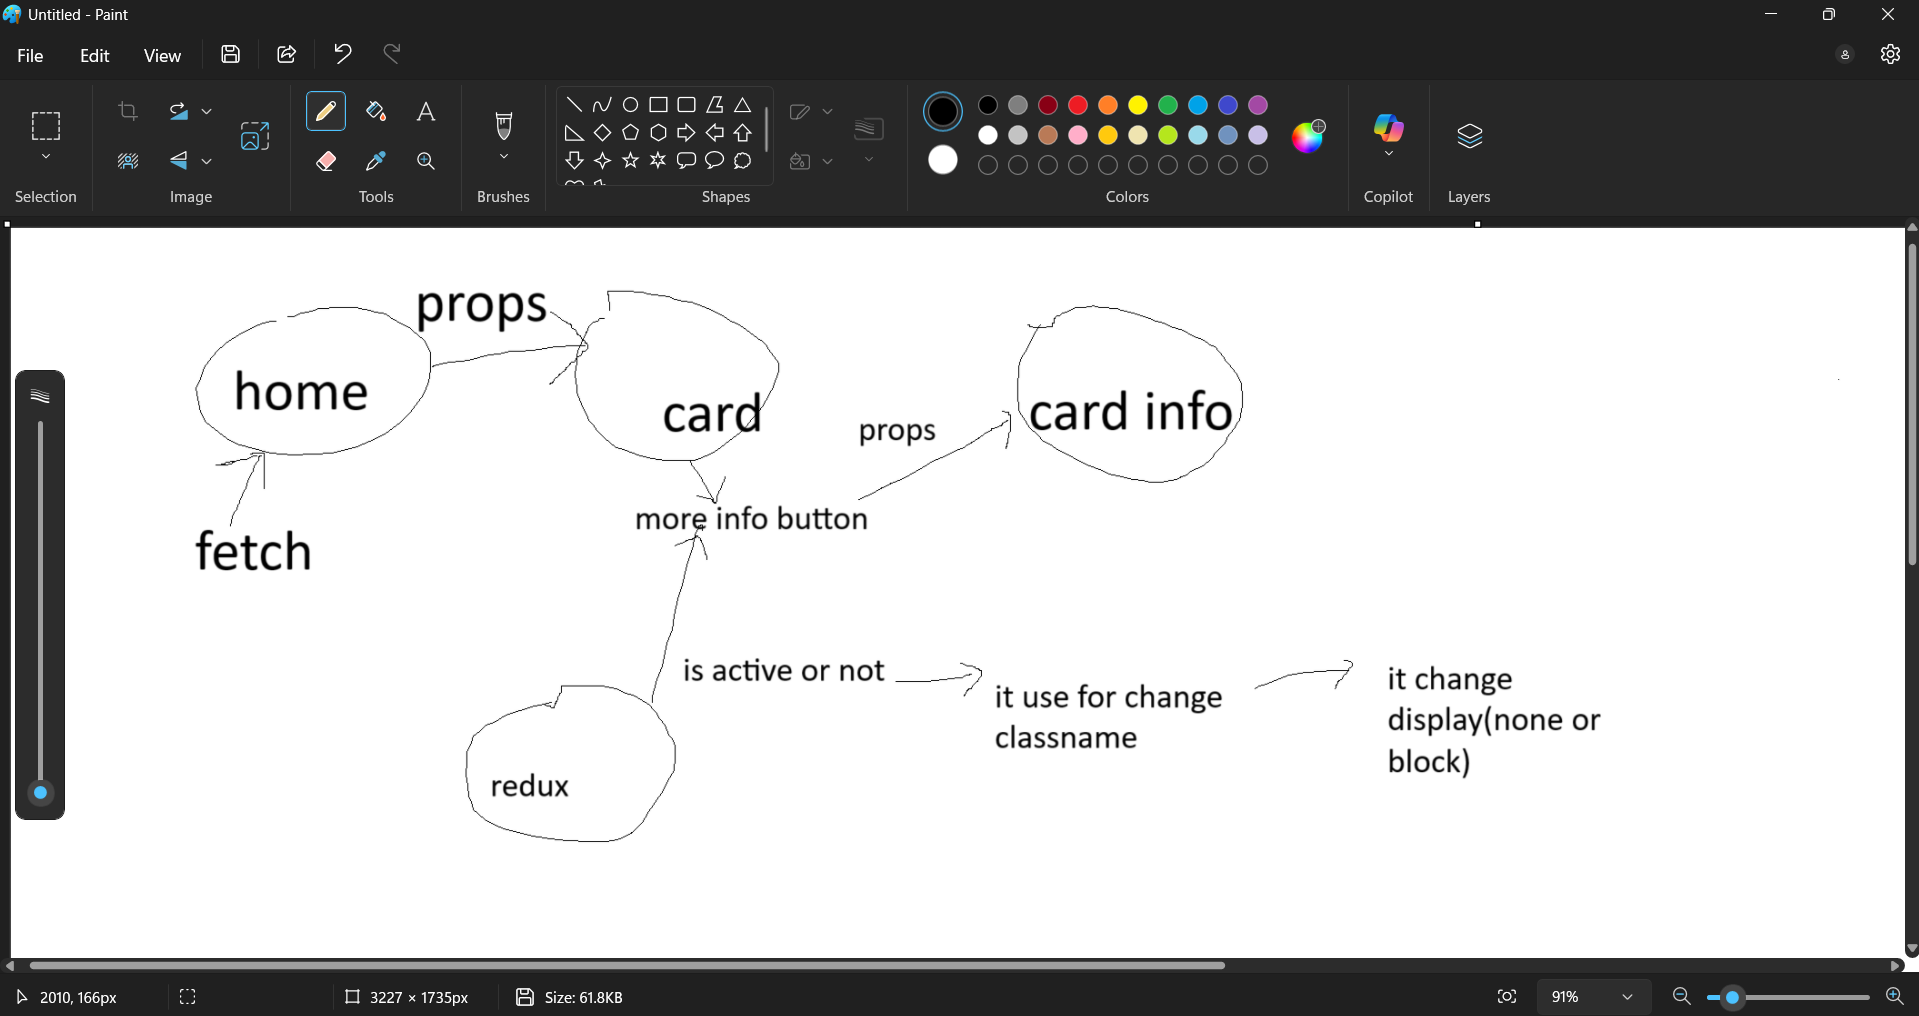 Untitled - Paint
File Edit View
Selection Image Tools Brushes Shapes Colors Copilot Layers
props
home
card
card info
props
fetch
more info button
is active or not
it use for change
classname
it change
display(none or
block)
redux
2010, 166px 3227 × 1735px Size: 61.8KB 91%